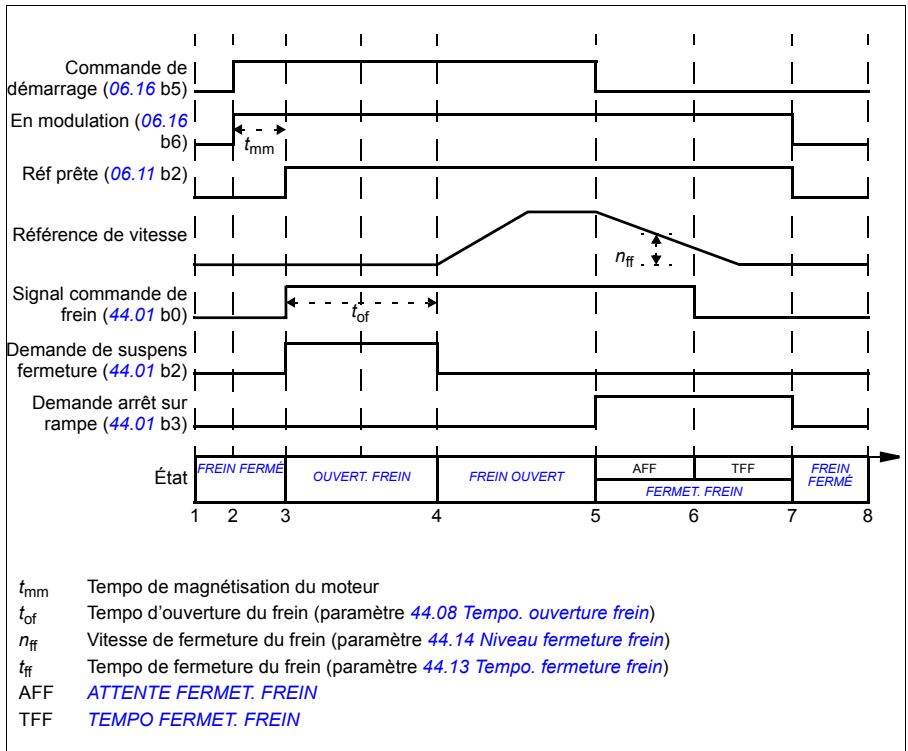 Commande de
démarrage (06.16 b5)
En modulation (06.16
b6)
tmm
Réf prête (06.11 b2)
Référence de vitesse
nff
Signal commande de
frein (44.01 b0)
tof
Demande de suspens
fermeture (44.01 b2)
Demande arrêt sur
rampe (44.01 b3)
État
FREIN FERMÉ
OUVERT. FREIN
FREIN OUVERT
AFF
TFF
FERMET. FREIN
FREIN
FERMÉ
1 2 3 4 5 6 7 8
tmm Tempo de magnétisation du moteur
tof Tempo d'ouverture du frein (paramètre 44.08 Tempo. ouverture frein)
nff Vitesse de fermeture du frein (paramètre 44.14 Niveau fermeture frein)
tff Tempo de fermeture du frein (paramètre 44.13 Tempo. fermeture frein)
AFF ATTENTE FERMET. FREIN
TFF TEMPO FERMET. FREIN